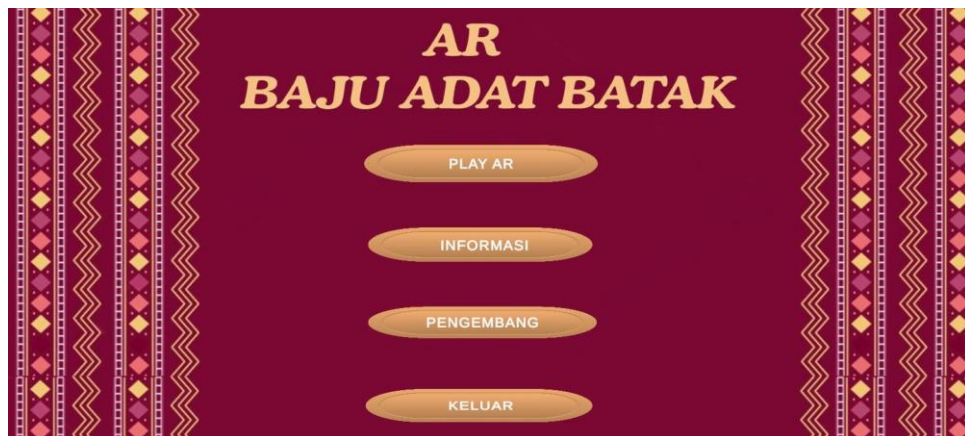 AR
BAJU ADAT BATAK
PLAY AR
INFORMASI
PENGEMBANG
KELUAR